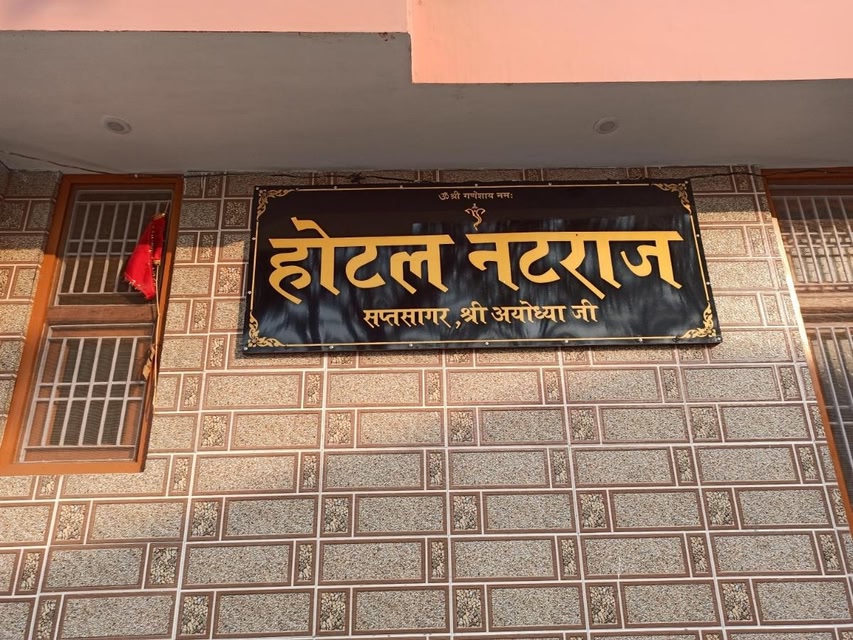 ॐ श्री गणेशाय नमः
होटल नटराज
सप्तसागर, श्री अयोध्या जी